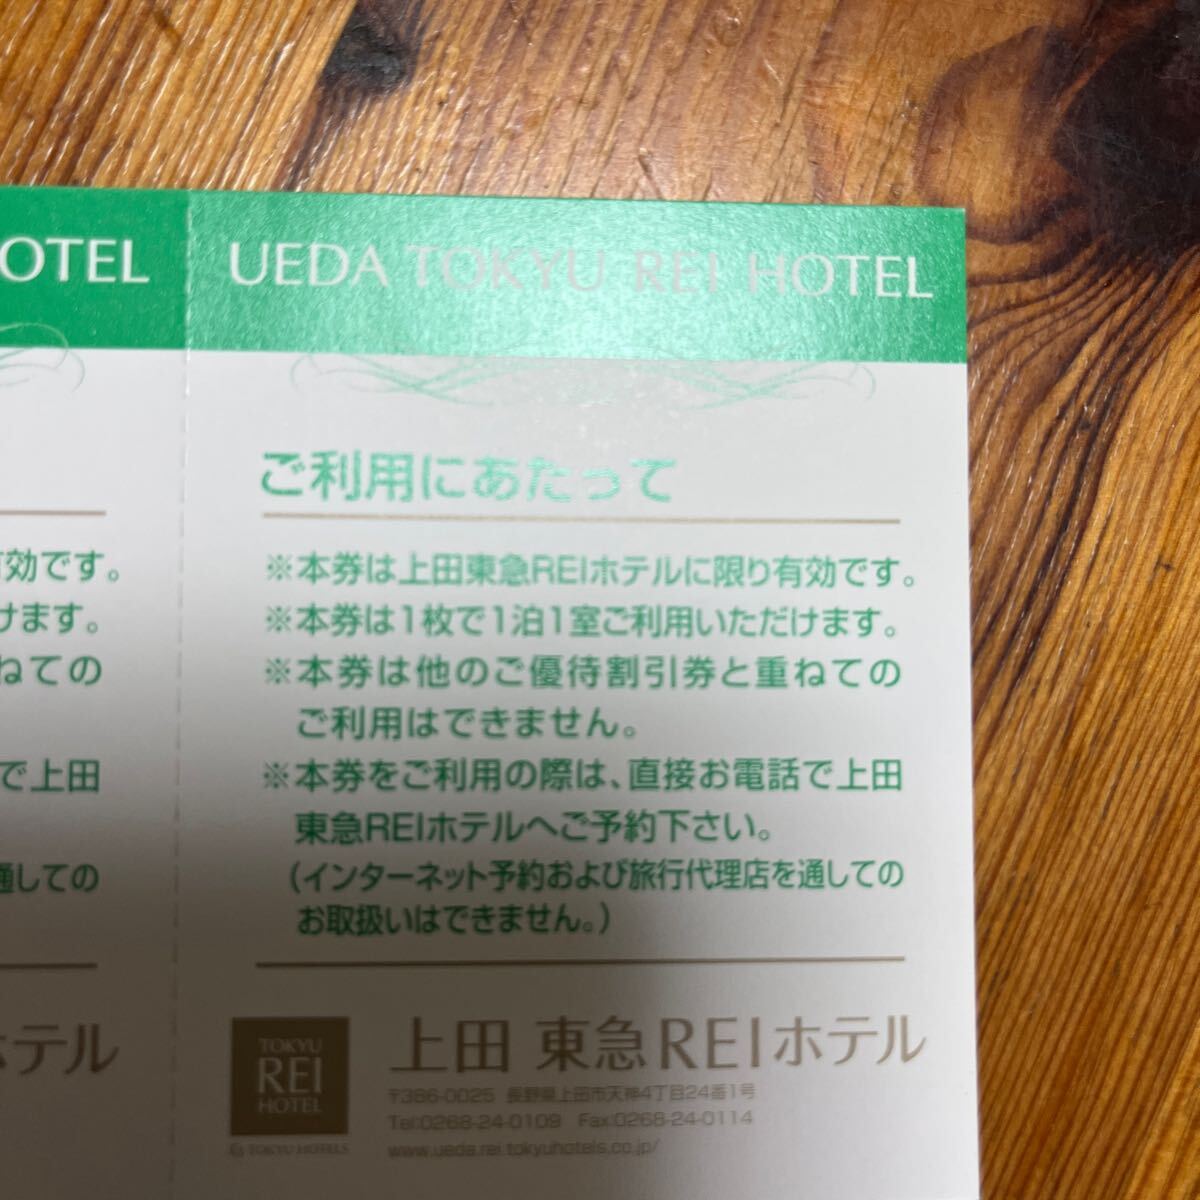 OTEL
効です。
けます。
ねての
で上田
通しての
ホテル
UEDA TOKYU REI HOTEL
ご利用にあたって
※本券は上田東急REIホテルに限り有効です。
※本券は1枚で1泊1室ご利用いただけます。
※本券は他のご優待割引券と重ねての
ご利用はできません。
※本券をご利用の際は、直接お電話で上田
東急REIホテルへご予約下さい。
(インターネット予約および旅行代理店を通しての
お取扱いはできません。)
TOKYU
REI
HOTEL
TOKYU HOTELS
上田 東急REIホテル
〒386-0025 長野県上田市天神4丁目24番1号
Tel:0268-24-0109 Fax:0268-24-0114
www.ueda.rei.tokyuhotels.co.jp/